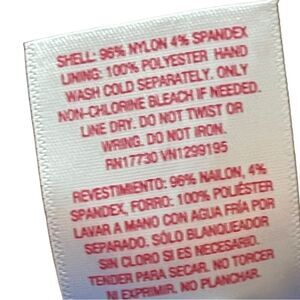 SHELL: 96% NYLON 4% SPANDEX
LINING: 100% POLYESTER HAND
WASH COLD SEPARATELY. ONLY
NON-CHLORINE BLEACH IF NEEDED.
LINE DRY. DO NOT TWIST OR
WRING. DO NOT IRON.
RN17730 VN1299195
REVESTIMIENTO: 96% NAILON, 4%
SPANDEX, FORRO: 100% POLIÉSTER
LAVAR A MANO CON AGUA FRÍA POR
SEPARADO. SÓLO BLANQUEADOR
SIN CLORO SI ES NECESARIO.
TENDER PARA SECAR. NO TORCER
NI EXPRIMIR. NO PLANCHAR.